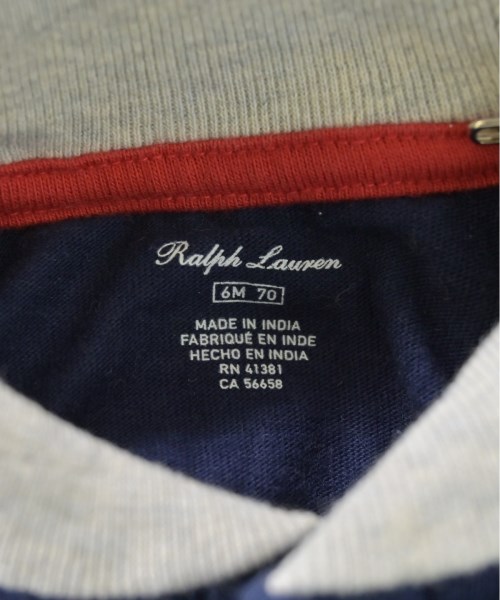 Ralph Lauren
6M 70
MADE IN INDIA
FABRIQUÉ EN INDE
HECHO EN INDIA
RN 41381
CA 56658